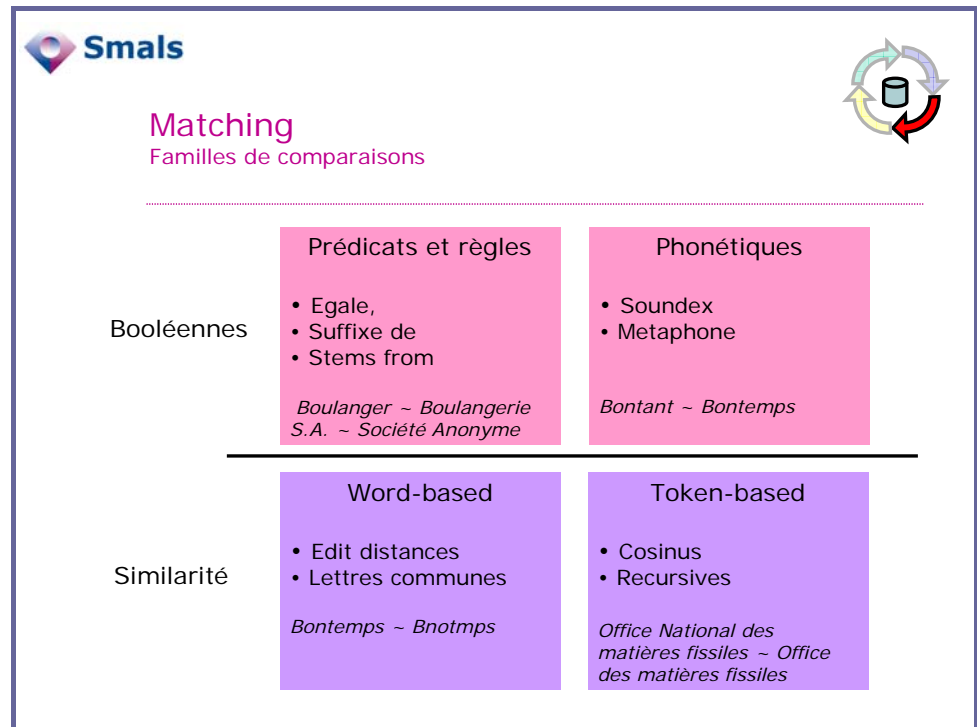 Smals
Matching
Familles de comparaisons
Booléennes
Prédicats et règles
• Egale,
• Suffixe de
• Stems from
Boulanger ~ Boulangerie
S.A. ~ Société Anonyme
Phonétiques
• Soundex
• Metaphone
Bontant ~ Bontemps
Similarité
Word-based
• Edit distances
• Lettres communes
Bontemps ~ Bnotmps
Token-based
• Cosinus
• Recursives
Office National des
matières fissiles ~ Office
des matières fissiles